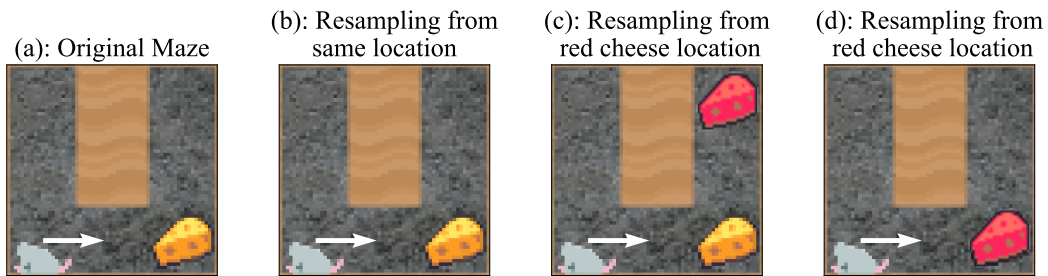 (a): Original Maze
(b): Resampling from
same location
(c): Resampling from
red cheese location
(d): Resampling from
red cheese location